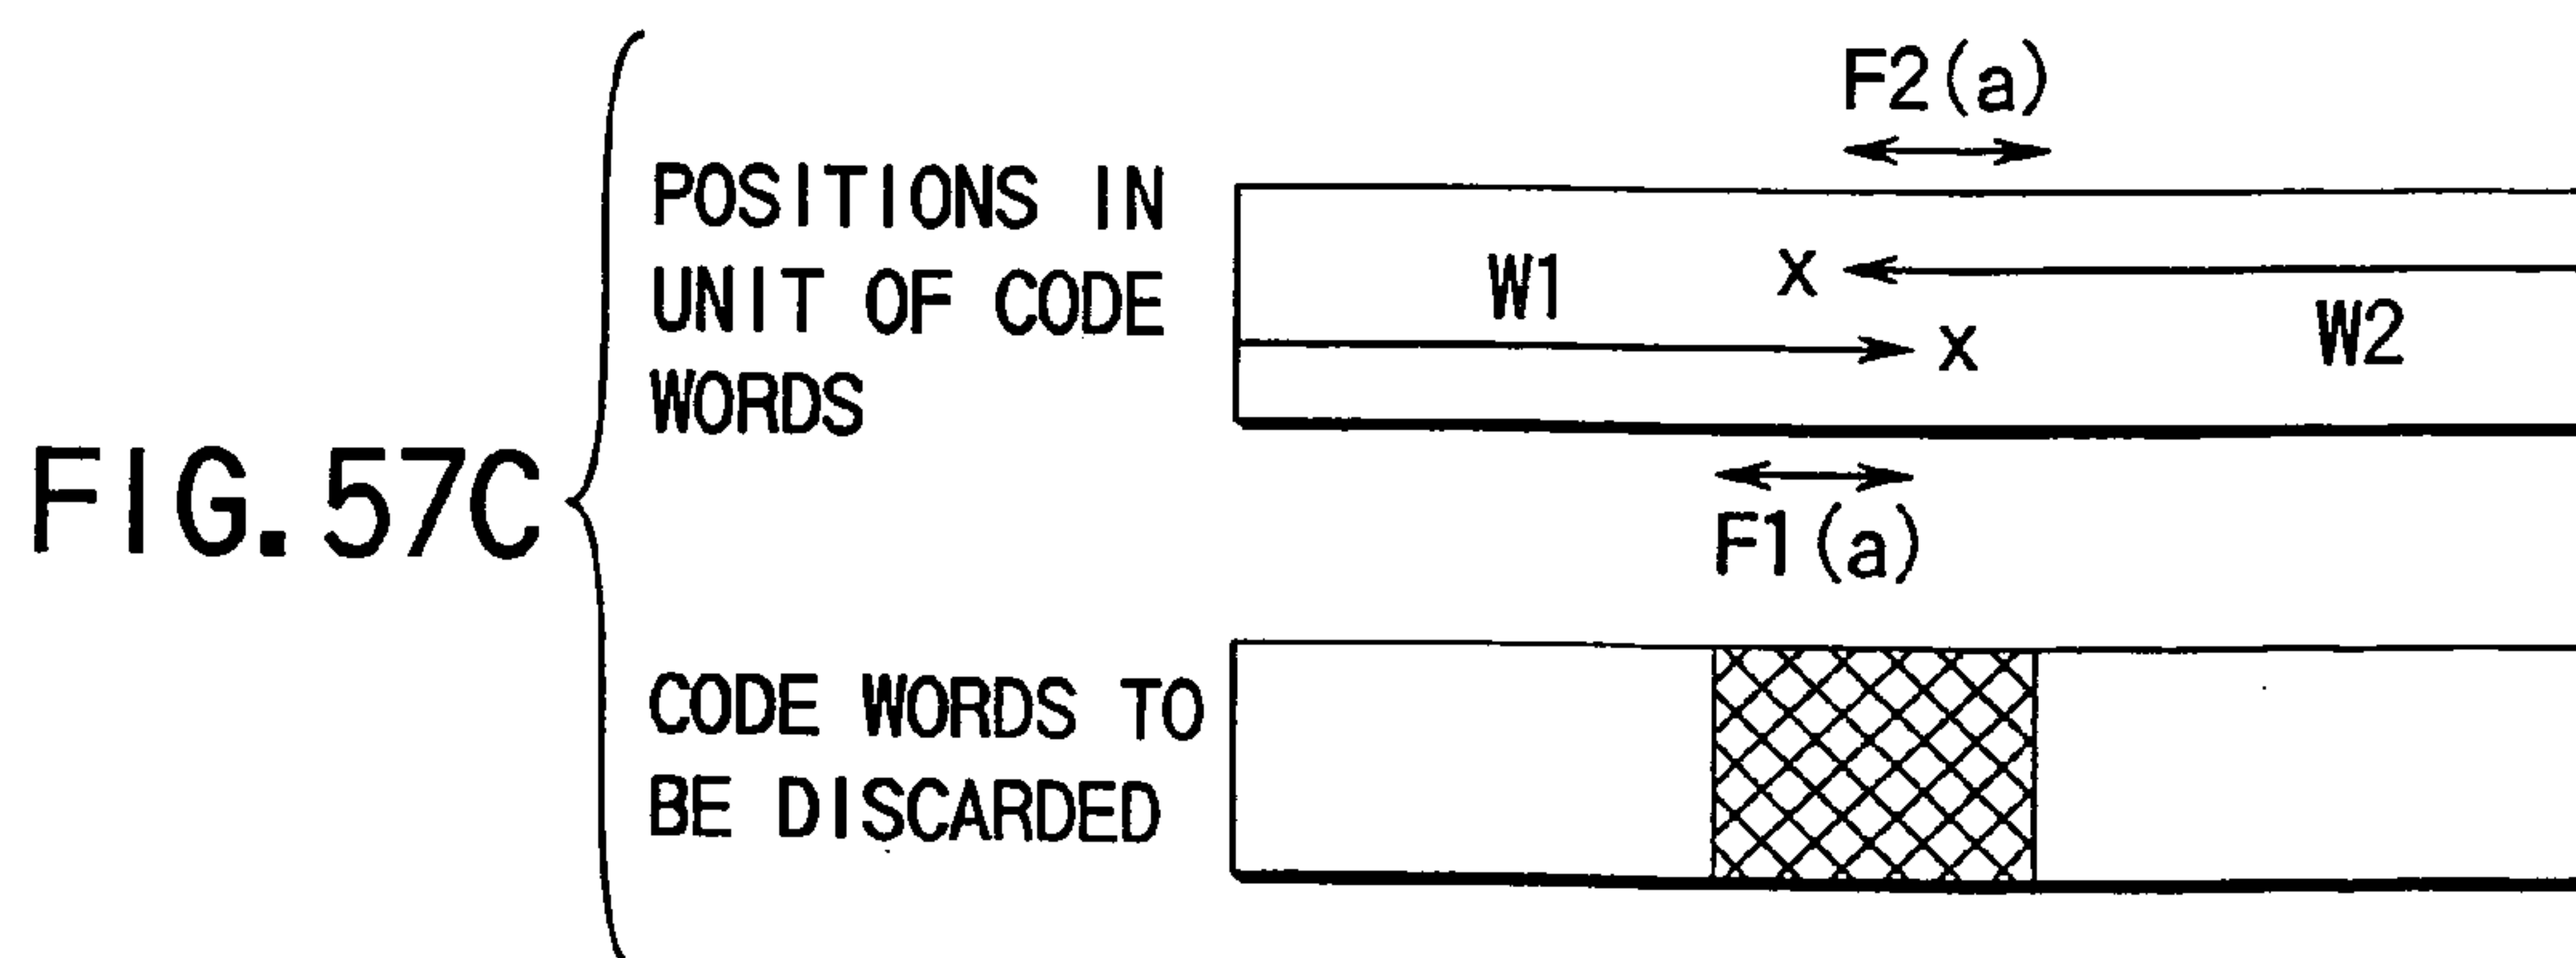 FIG. 57C
POSITIONS IN
UNIT OF CODE
WORDS
F2(a)
W1
X
X
W2
F1(a)
CODE WORDS TO
BE DISCARDED